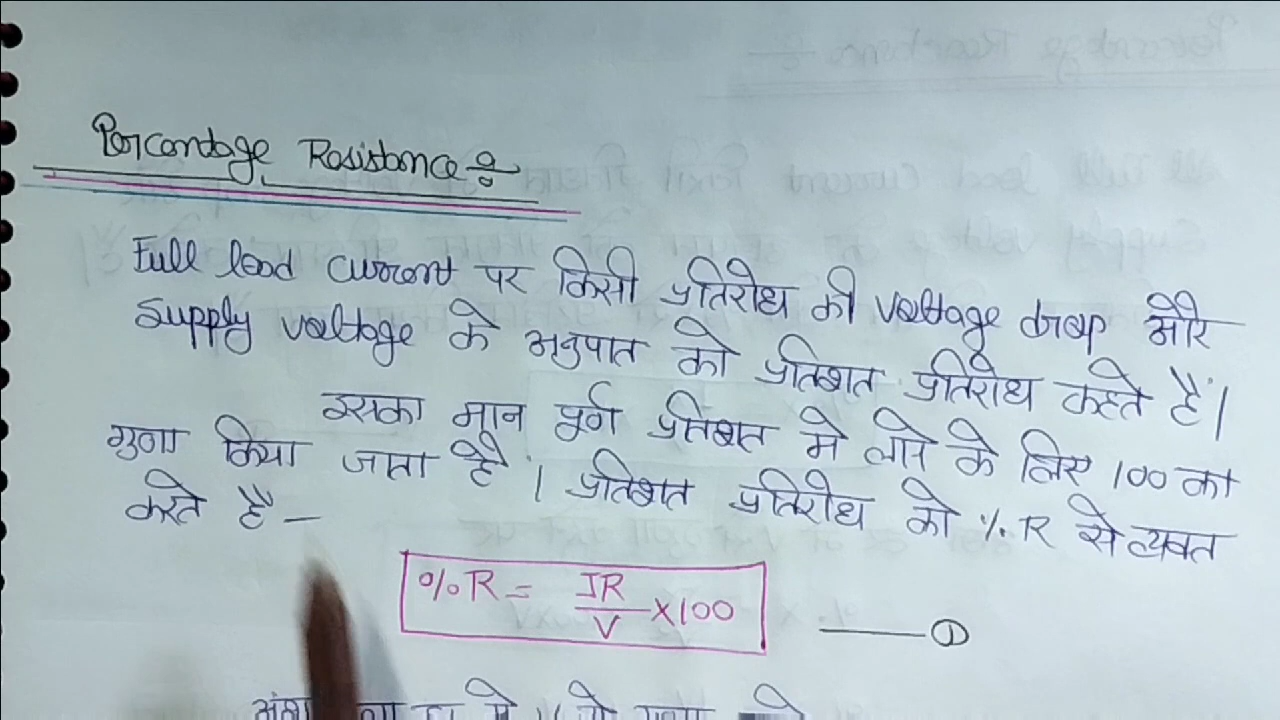 Percentage Resistance :-
Full load current पर किसी प्रतिरोध की voltage drop और
supply voltage के अनुपात को प्रतिशत प्रतिरोध कहते हैं।
इसका मान पूर्ण प्रतिशत मे लाने के लिए 100 का
गुणा किया जाता है। प्रतिशत प्रतिरोध को %R से व्यक्त
करते है –
%R = IR/V × 100 —— ①